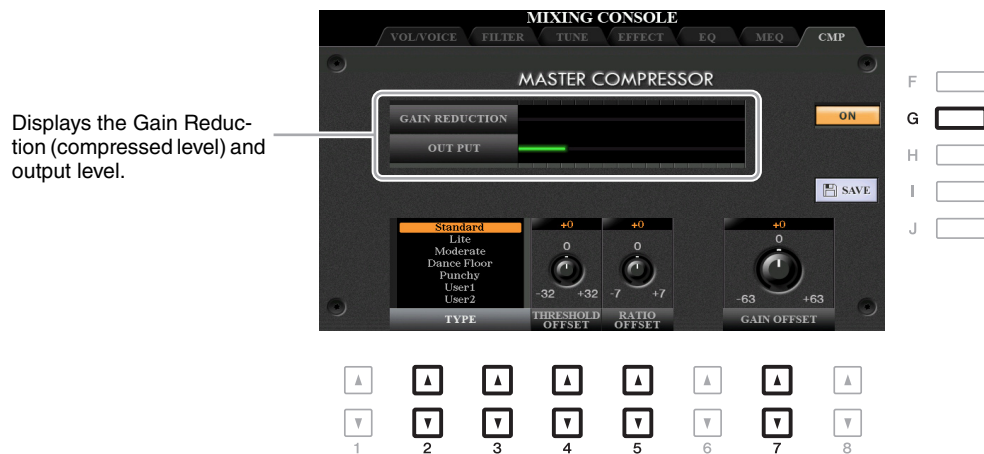 MIXING CONSOLE
VOL/VOICE FILTER TUNE EFFECT EQ MEQ CMP
MASTER COMPRESSOR
Displays the Gain Reduc-
tion (compressed level) and
output level.
GAIN REDUCTION
OUT PUT
ON
SAVE
F
G
H
I
J
Standard
Lite
Moderate
Dance Floor
Punchy
User1
User2
TYPE
+0
0
-32 +32
THRESHOLD
OFFSET
+0
0
-7 +7
RATIO
OFFSET
+0
0
-63 +63
GAIN OFFSET
1 2 3 4 5 6 7 8